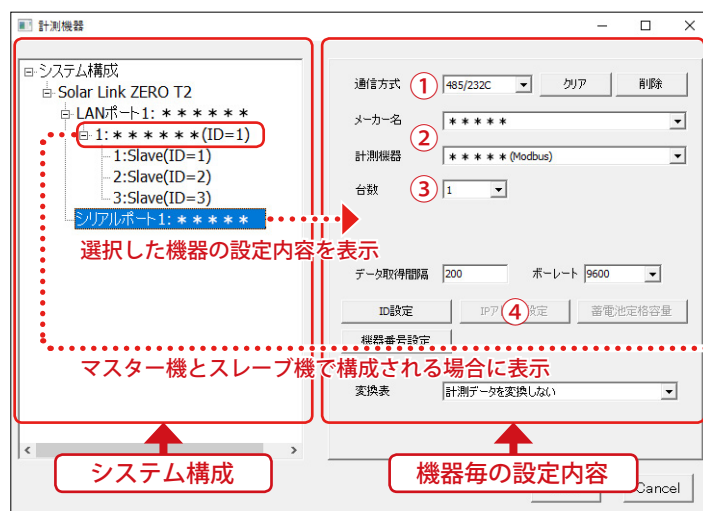 計測機器
システム構成
Solar Link ZERO T2
LANポート1: ＊＊＊＊＊＊
1: ＊＊＊＊＊＊(ID=1)
1:Slave(ID=1)
2:Slave(ID=2)
3:Slave(ID=3)
シリアルポート1: ＊＊＊＊＊
選択した機器の設定内容を表示
通信方式 ① 485/232C クリア 削除
メーカー名 ＊＊＊＊＊
②
計測機器 ＊＊＊＊＊(Modbus)
台数 ③ 1
データ取得間隔 200 ボーレート 9600
ID設定 IPア ④ 設定 蓄電池定格容量
機器番号設定
マスター機とスレーブ機で構成される場合に表示
変換表 計測データを変換しない
システム構成
機器毎の設定内容
Cancel